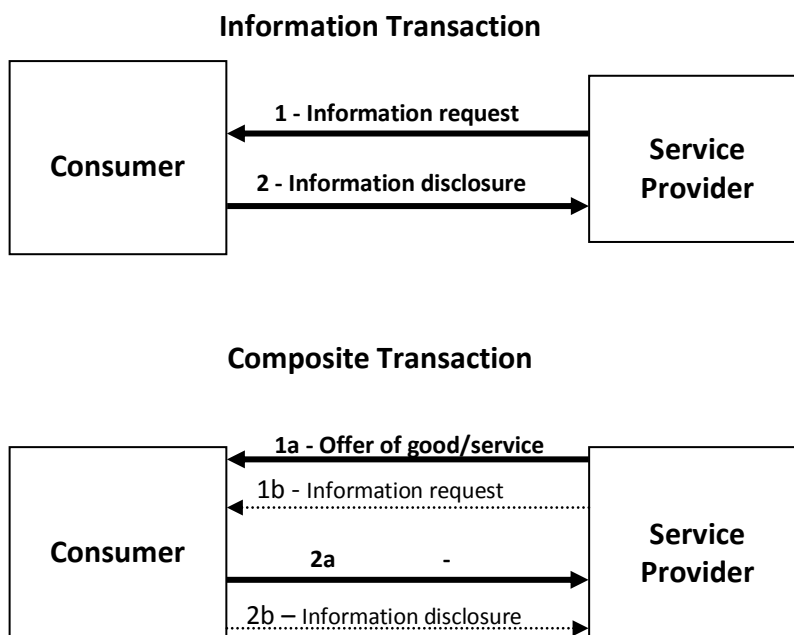 Information Transaction
1 - Information request
Consumer
Service
Provider
2 - Information disclosure
Composite Transaction
1a - Offer of good/service
1b - Information request
Consumer
Service
Provider
2a -
2b – Information disclosure